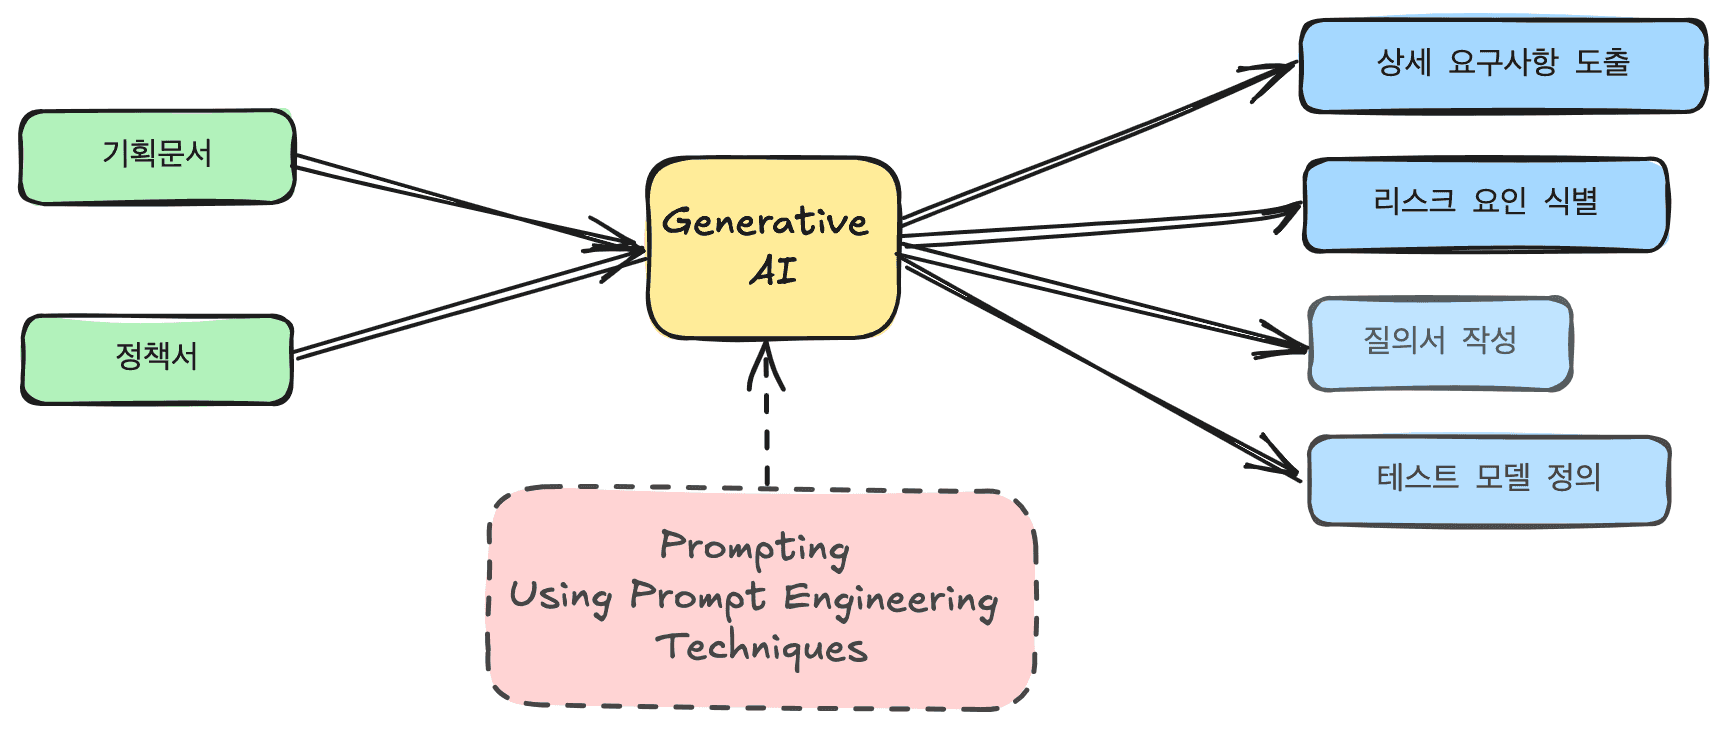 기획문서
정책서
Generative
AI
Prompting
Using Prompt Engineering
Techniques
상세 요구사항 도출
리스크 요인 식별
질의서 작성
테스트 모델 정의